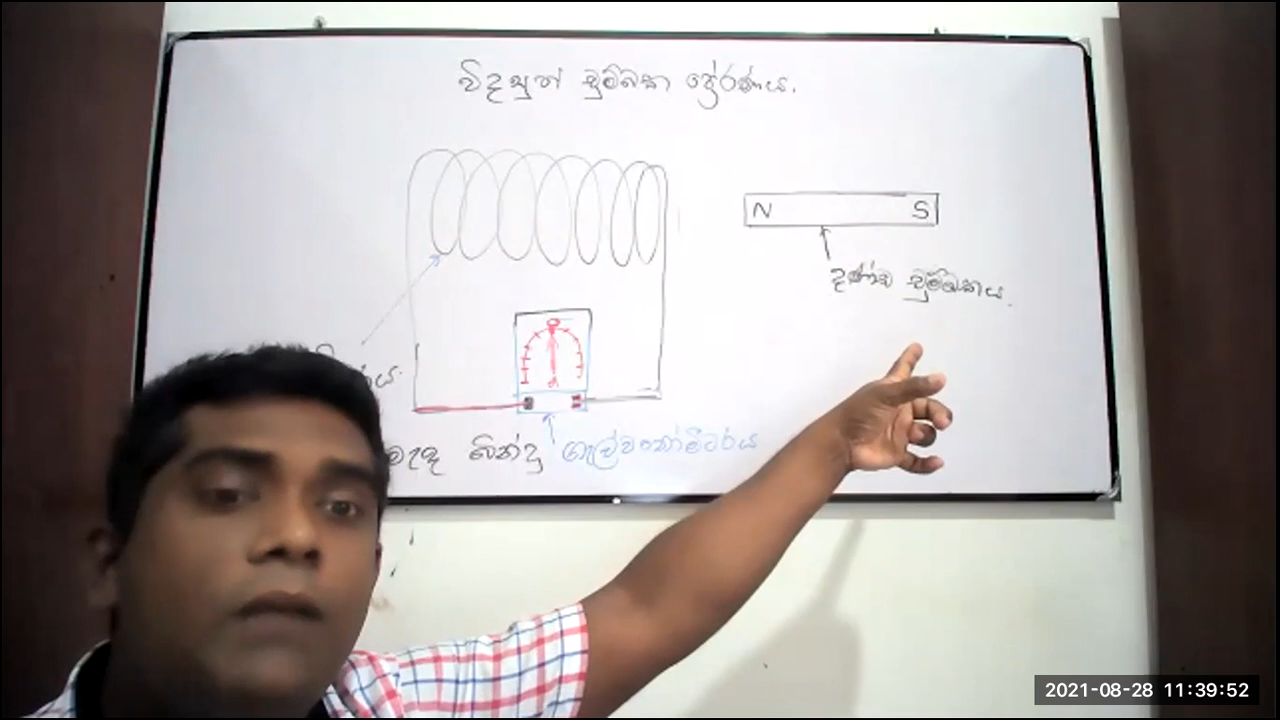 විද්‍යුත් චුම්බක ප්‍රේරණය.
N S
දණ්ඩ චුම්බකය.
බින්දු ගැල්වනෝමීටරය
2021-08-28 11:39:52